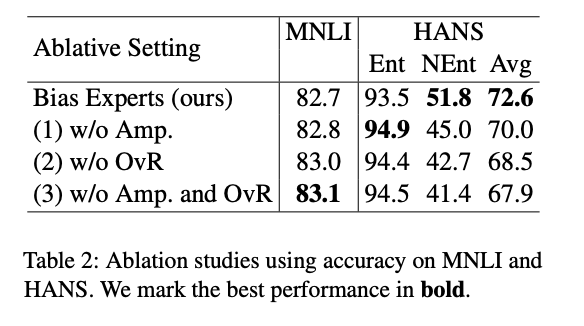 Ablative Setting MNLI HANS
Ent NEnt Avg
Bias Experts (ours) 82.7 93.5 51.8 72.6
(1) w/o Amp. 82.8 94.9 45.0 70.0
(2) w/o OvR 83.0 94.4 42.7 68.5
(3) w/o Amp. and OvR 83.1 94.5 41.4 67.9
Table 2: Ablation studies using accuracy on MNLI and
HANS. We mark the best performance in bold.